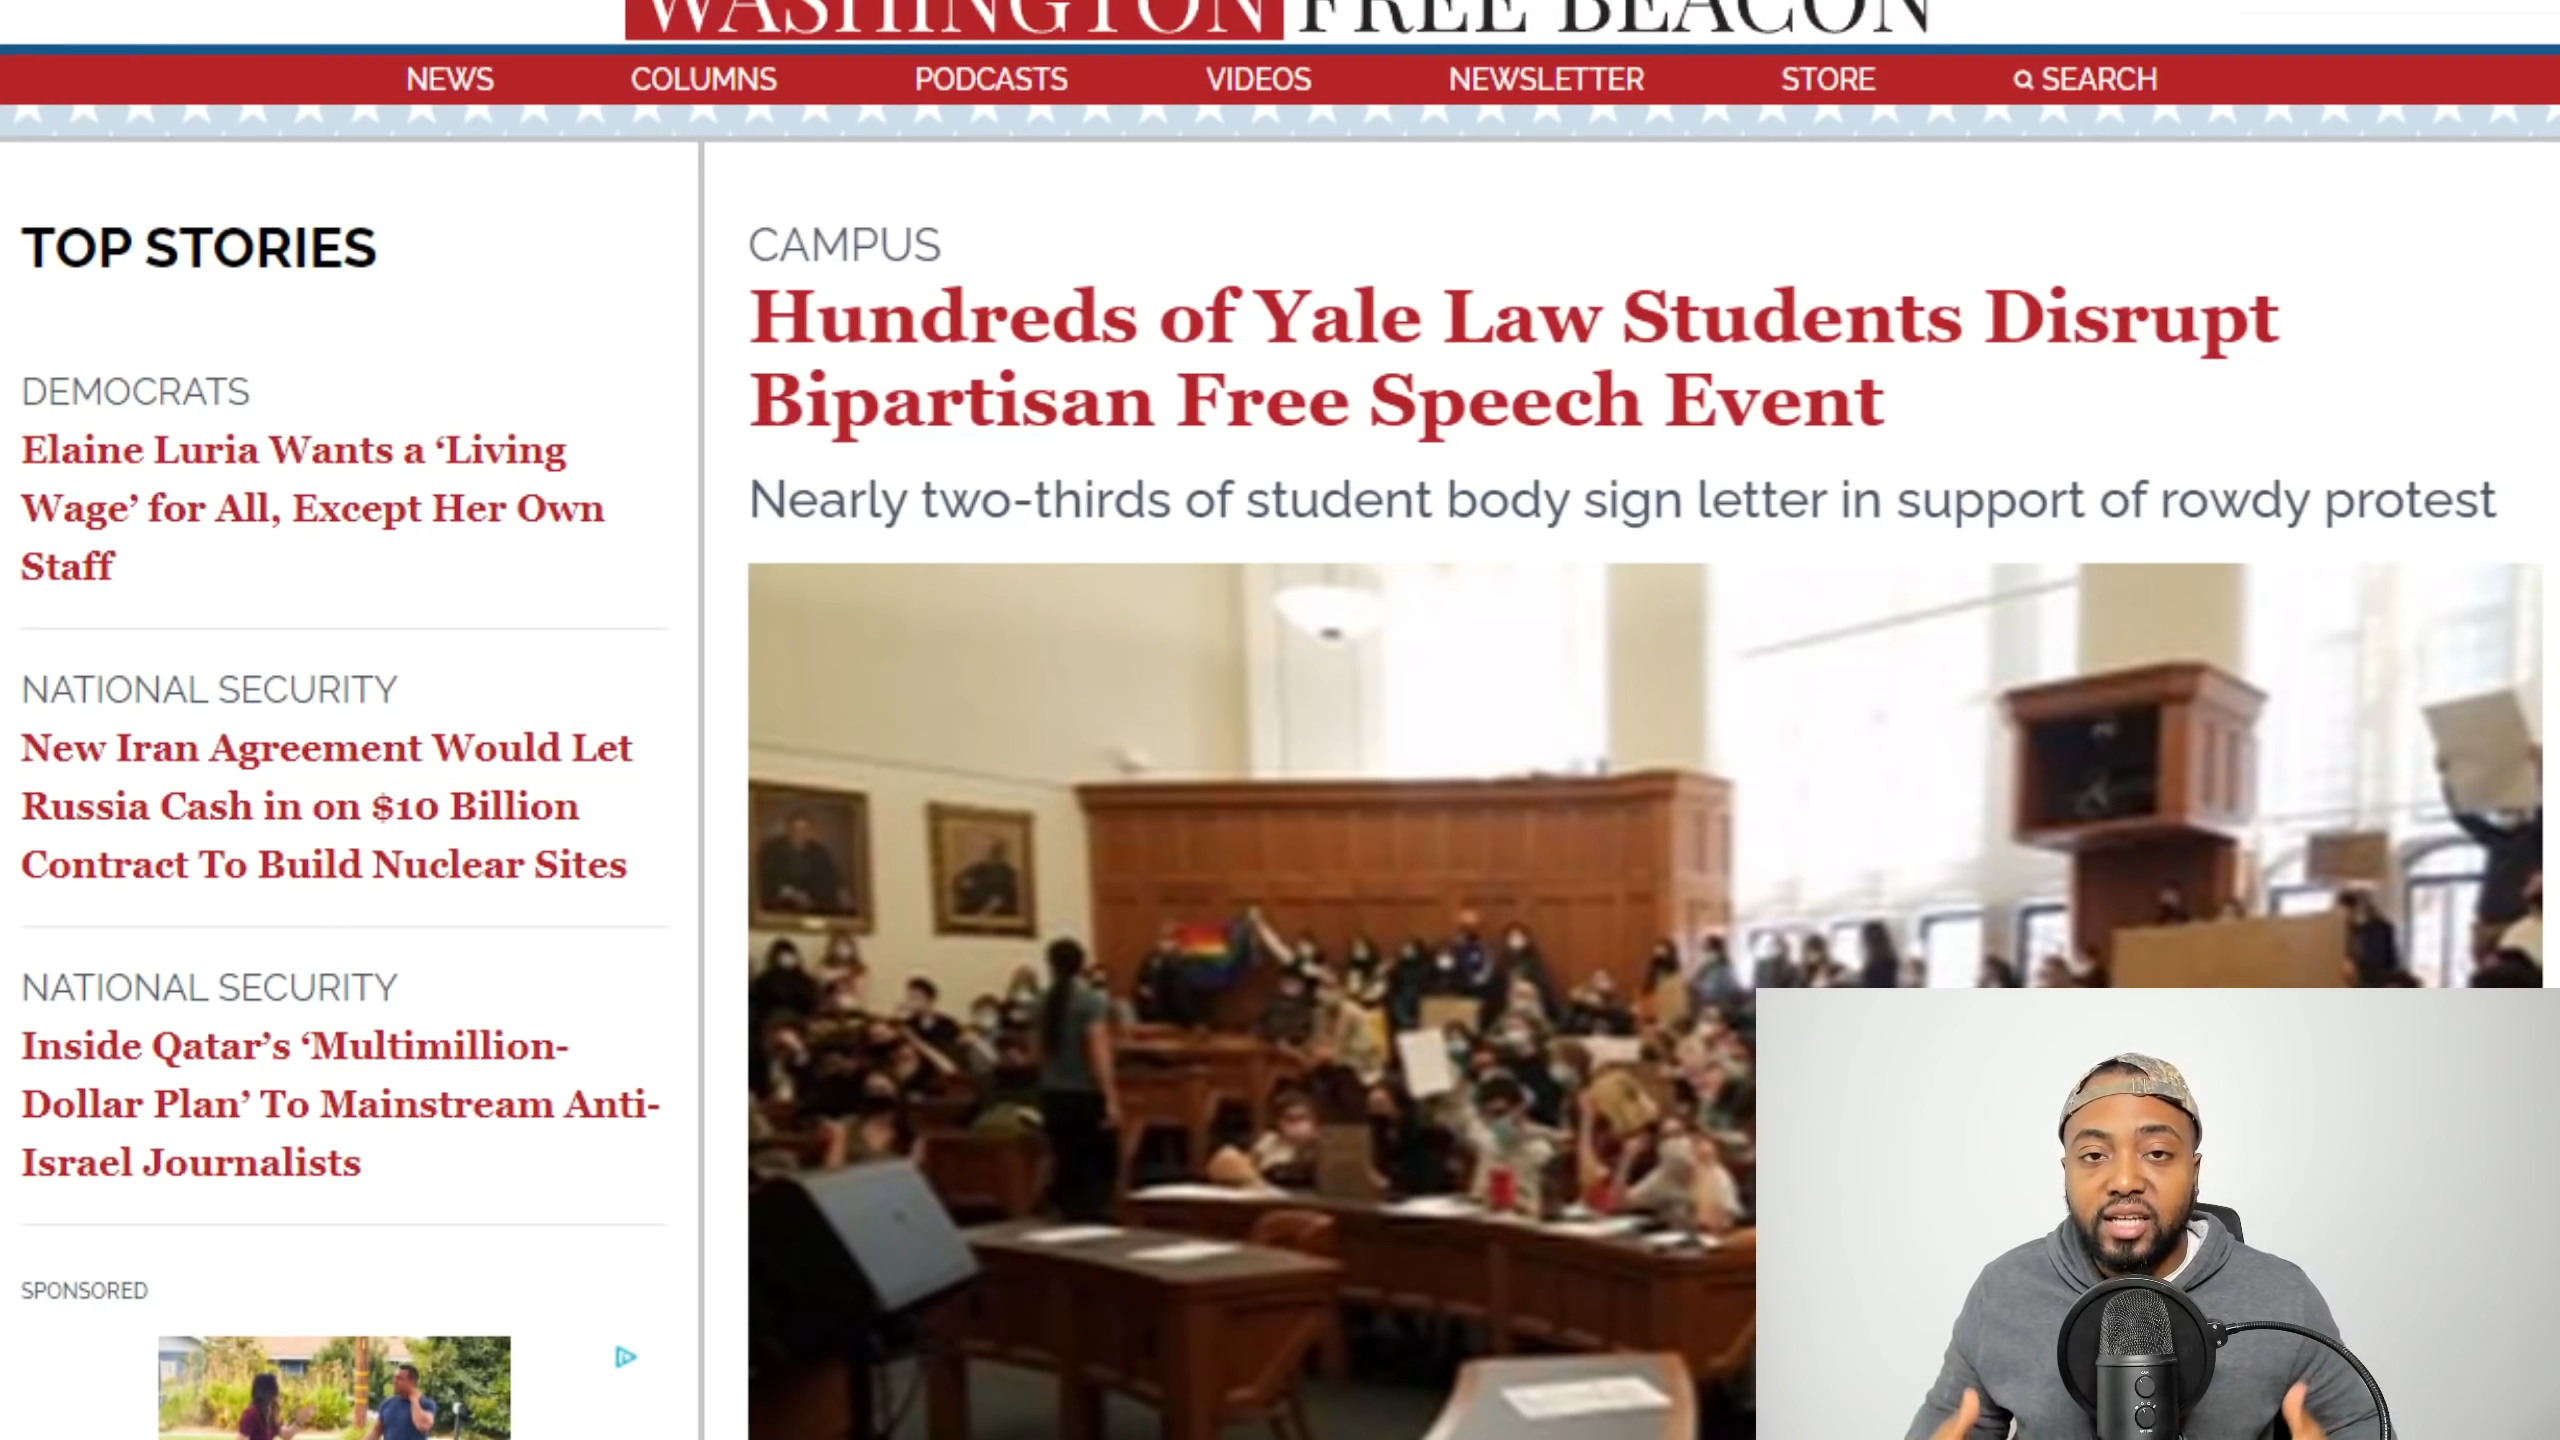 WASHINGTON FREE BEACON
NEWS
COLUMNS
PODCASTS
VIDEOS
NEWSLETTER
STORE
SEARCH
TOP STORIES
DEMOCRATS
Elaine Luria Wants a ‘Living
Wage’ for All, Except Her Own
Staff
NATIONAL SECURITY
New Iran Agreement Would Let
Russia Cash in on $10 Billion
Contract To Build Nuclear Sites
NATIONAL SECURITY
Inside Qatar’s ‘Multimillion-
Dollar Plan’ To Mainstream Anti-
Israel Journalists
SPONSORED
CAMPUS
Hundreds of Yale Law Students Disrupt
Bipartisan Free Speech Event
Nearly two-thirds of student body sign letter in support of rowdy protest